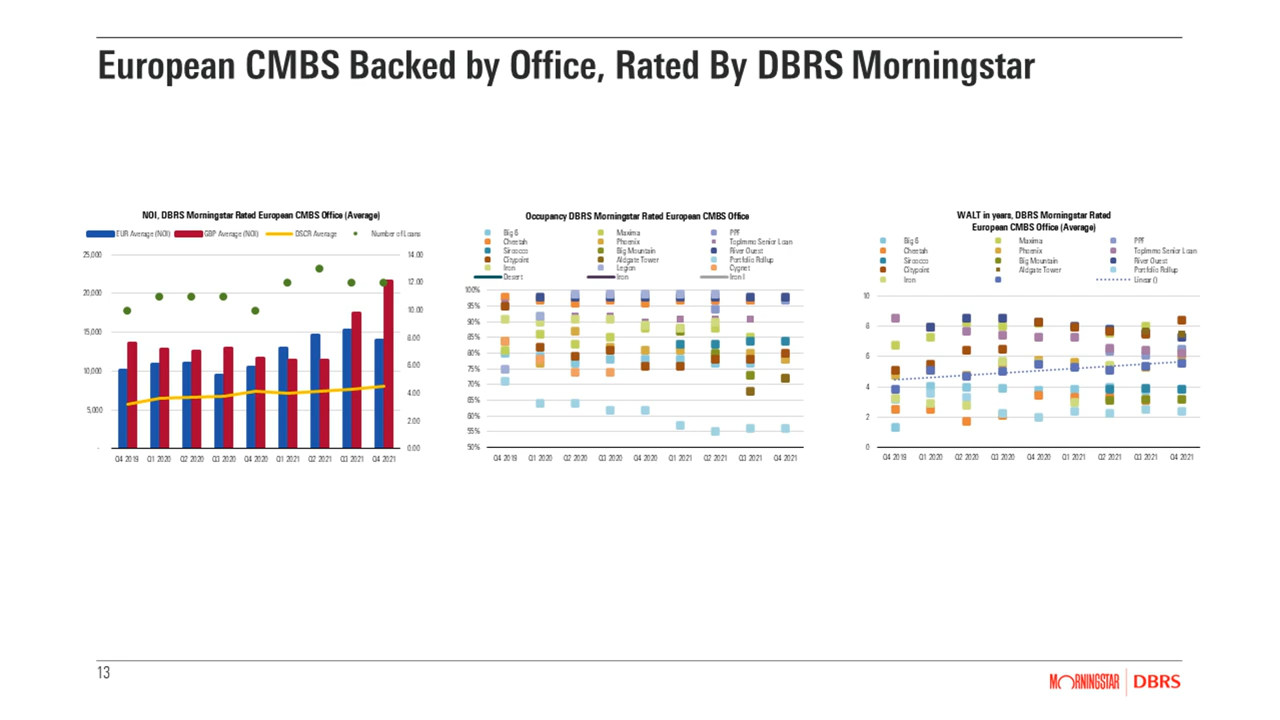 European CMBS Backed by Office, Rated By DBRS Morningstar
NOI, DBRS Morningstar Rated European CMBS Office (Average)
EUR Average (NOI) GBP Average (NOI) DSCR Average Number of Loans
25,000 14.00
12.00
20,000
10.00
15,000
8.00
10,000 6.00
4.00
5,000
2.00
- 0.00
Q4 2019 Q1 2020 Q2 2020 Q3 2020 Q4 2020 Q1 2021 Q2 2021 Q3 2021 Q4 2021
Occupancy DBRS Morningstar Rated European CMBS Office
Big 6 Maxima PPF
Cheetah Phoenix TopImmo Senior Loan
Sirocco Big Mountain River Quest
Citypoint Aldgate Tower Portfolio Rollup
Iron Legion Cygnet
Desert Iron Iron I
100%
95%
90%
85%
80%
75%
70%
65%
60%
55%
50%
Q4 2019 Q1 2020 Q2 2020 Q3 2020 Q4 2020 Q1 2021 Q2 2021 Q3 2021 Q4 2021
WALT in years, DBRS Morningstar Rated
European CMBS Office (Average)
Big 6 Maxima PPF
Cheetah Phoenix TopImmo Senior Loan
Sirocco Big Mountain River Quest
Citypoint Aldgate Tower Portfolio Rollup
Iron Linear ()
10
8
6
4
2
0
Q4 2019 Q1 2020 Q2 2020 Q3 2020 Q4 2020 Q1 2021 Q2 2021 Q3 2021 Q4 2021
13
MORNINGSTAR DBRS